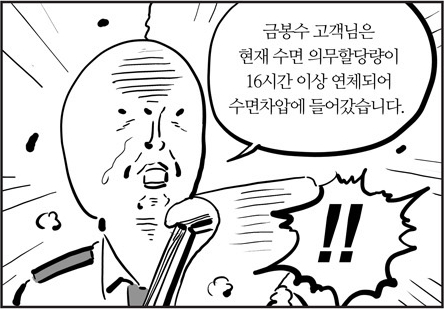 금봉수 고객님은
현재 수면 의무할당량이
16시간 이상 연체되어
수면차압에 들어갔습니다.
!!